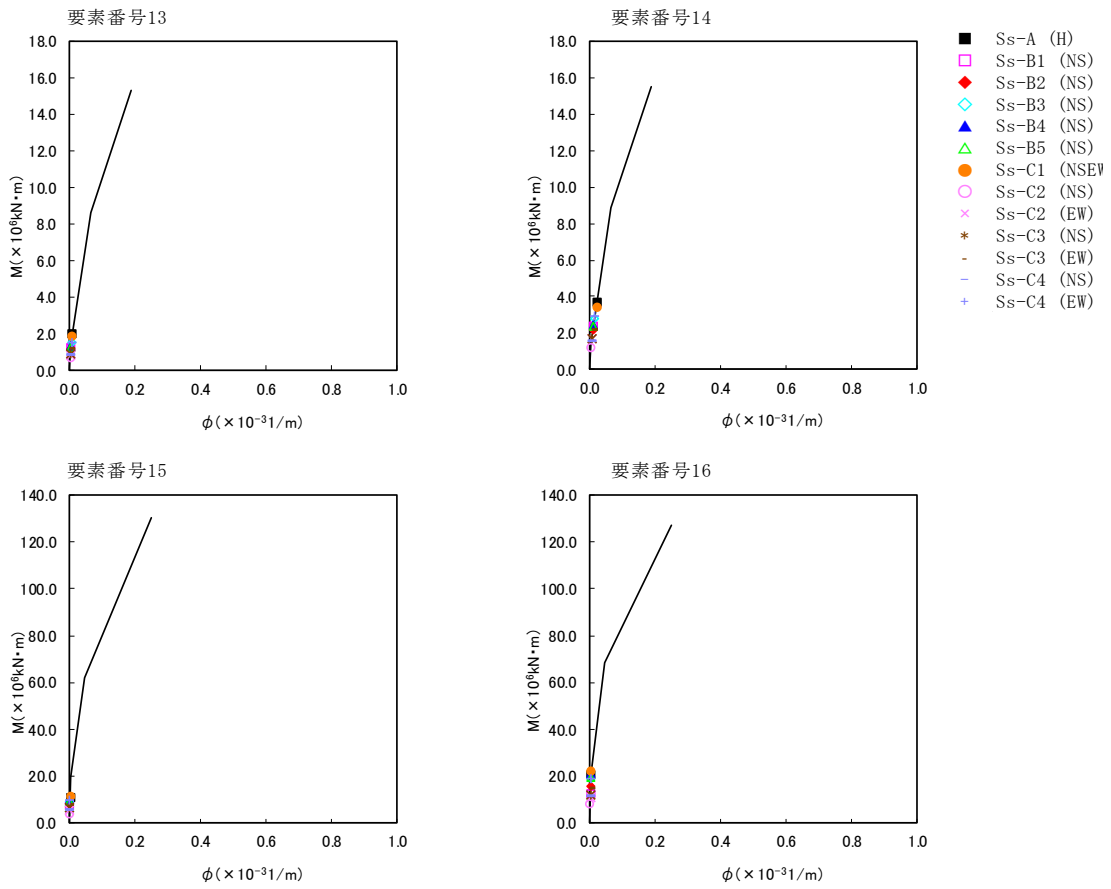 要素番号13
18.0
16.0
14.0
12.0
10.0
8.0
6.0
4.0
2.0
0.0
M(×10⁶kN・m)
0.0 0.2 0.4 0.6 0.8 1.0
φ(×10⁻³1/m)
要素番号14
18.0
16.0
14.0
12.0
10.0
8.0
6.0
4.0
2.0
0.0
M(×10⁶kN・m)
0.0 0.2 0.4 0.6 0.8 1.0
φ(×10⁻³1/m)
Ss-A (H)
Ss-B1 (NS)
Ss-B2 (NS)
Ss-B3 (NS)
Ss-B4 (NS)
Ss-B5 (NS)
Ss-C1 (NSEW
Ss-C2 (NS)
Ss-C2 (EW)
Ss-C3 (NS)
Ss-C3 (EW)
Ss-C4 (NS)
Ss-C4 (EW)
要素番号15
140.0
120.0
100.0
80.0
60.0
40.0
20.0
0.0
M(×10⁶kN・m)
0.0 0.2 0.4 0.6 0.8 1.0
φ(×10⁻³1/m)
要素番号16
140.0
120.0
100.0
80.0
60.0
40.0
20.0
0.0
M(×10⁶kN・m)
0.0 0.2 0.4 0.6 0.8 1.0
φ(×10⁻³1/m)